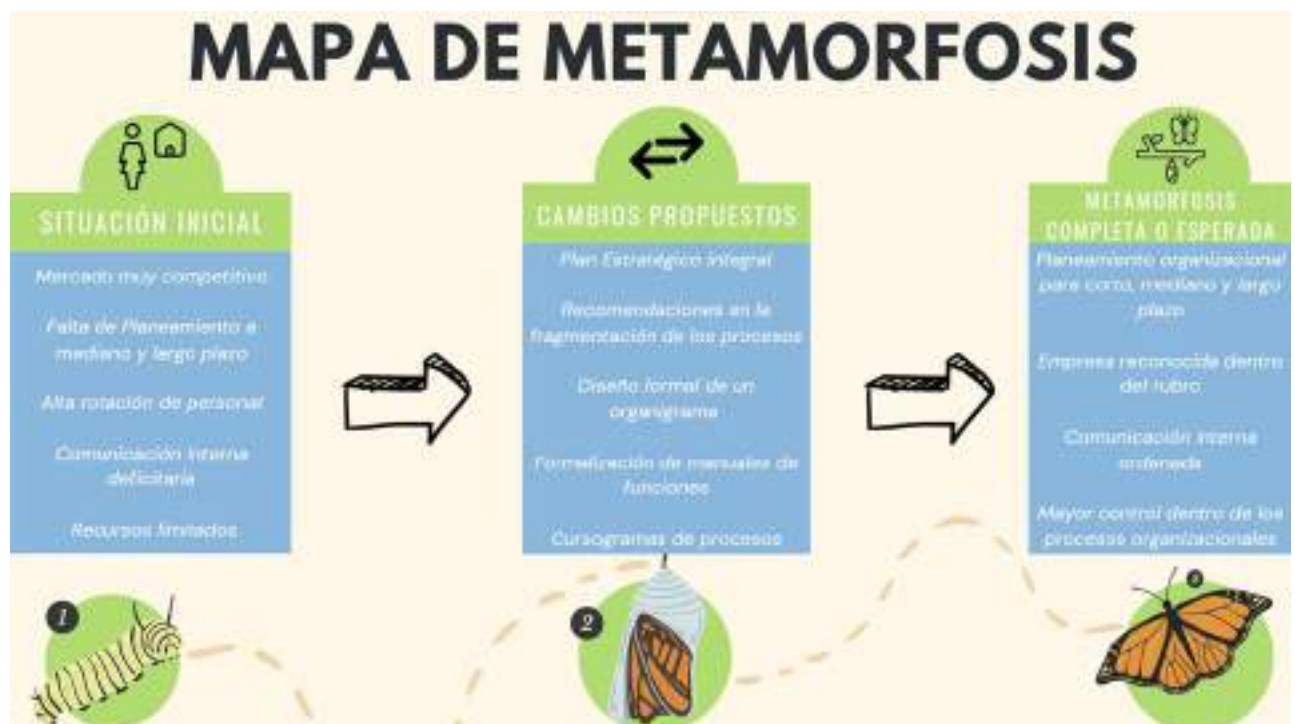 MAPA DE METAMORFOSIS
SITUACIÓN INICIAL
Mercado muy competitivo
Falta de Planeamiento a
mediano y largo plazo
Alta rotación de personal
Comunicación interna
deficitaria
Recursos limitados
1
CAMBIOS PROPUESTOS
Plan Estratégico integral
Recomendaciones en la
fragmentación de los procesos
Diseño formal de un
organigrama
Formalización de manuales de
funciones
Cursogramas de procesos
2
METAMORFOSIS
COMPLETA O ESPERADA
Planeamiento organizacional
para corto, mediano y largo
plazo
Empresa reconocida dentro
del rubro
Comunicación interna
ordenada
Mayor control dentro de los
procesos organizacionales